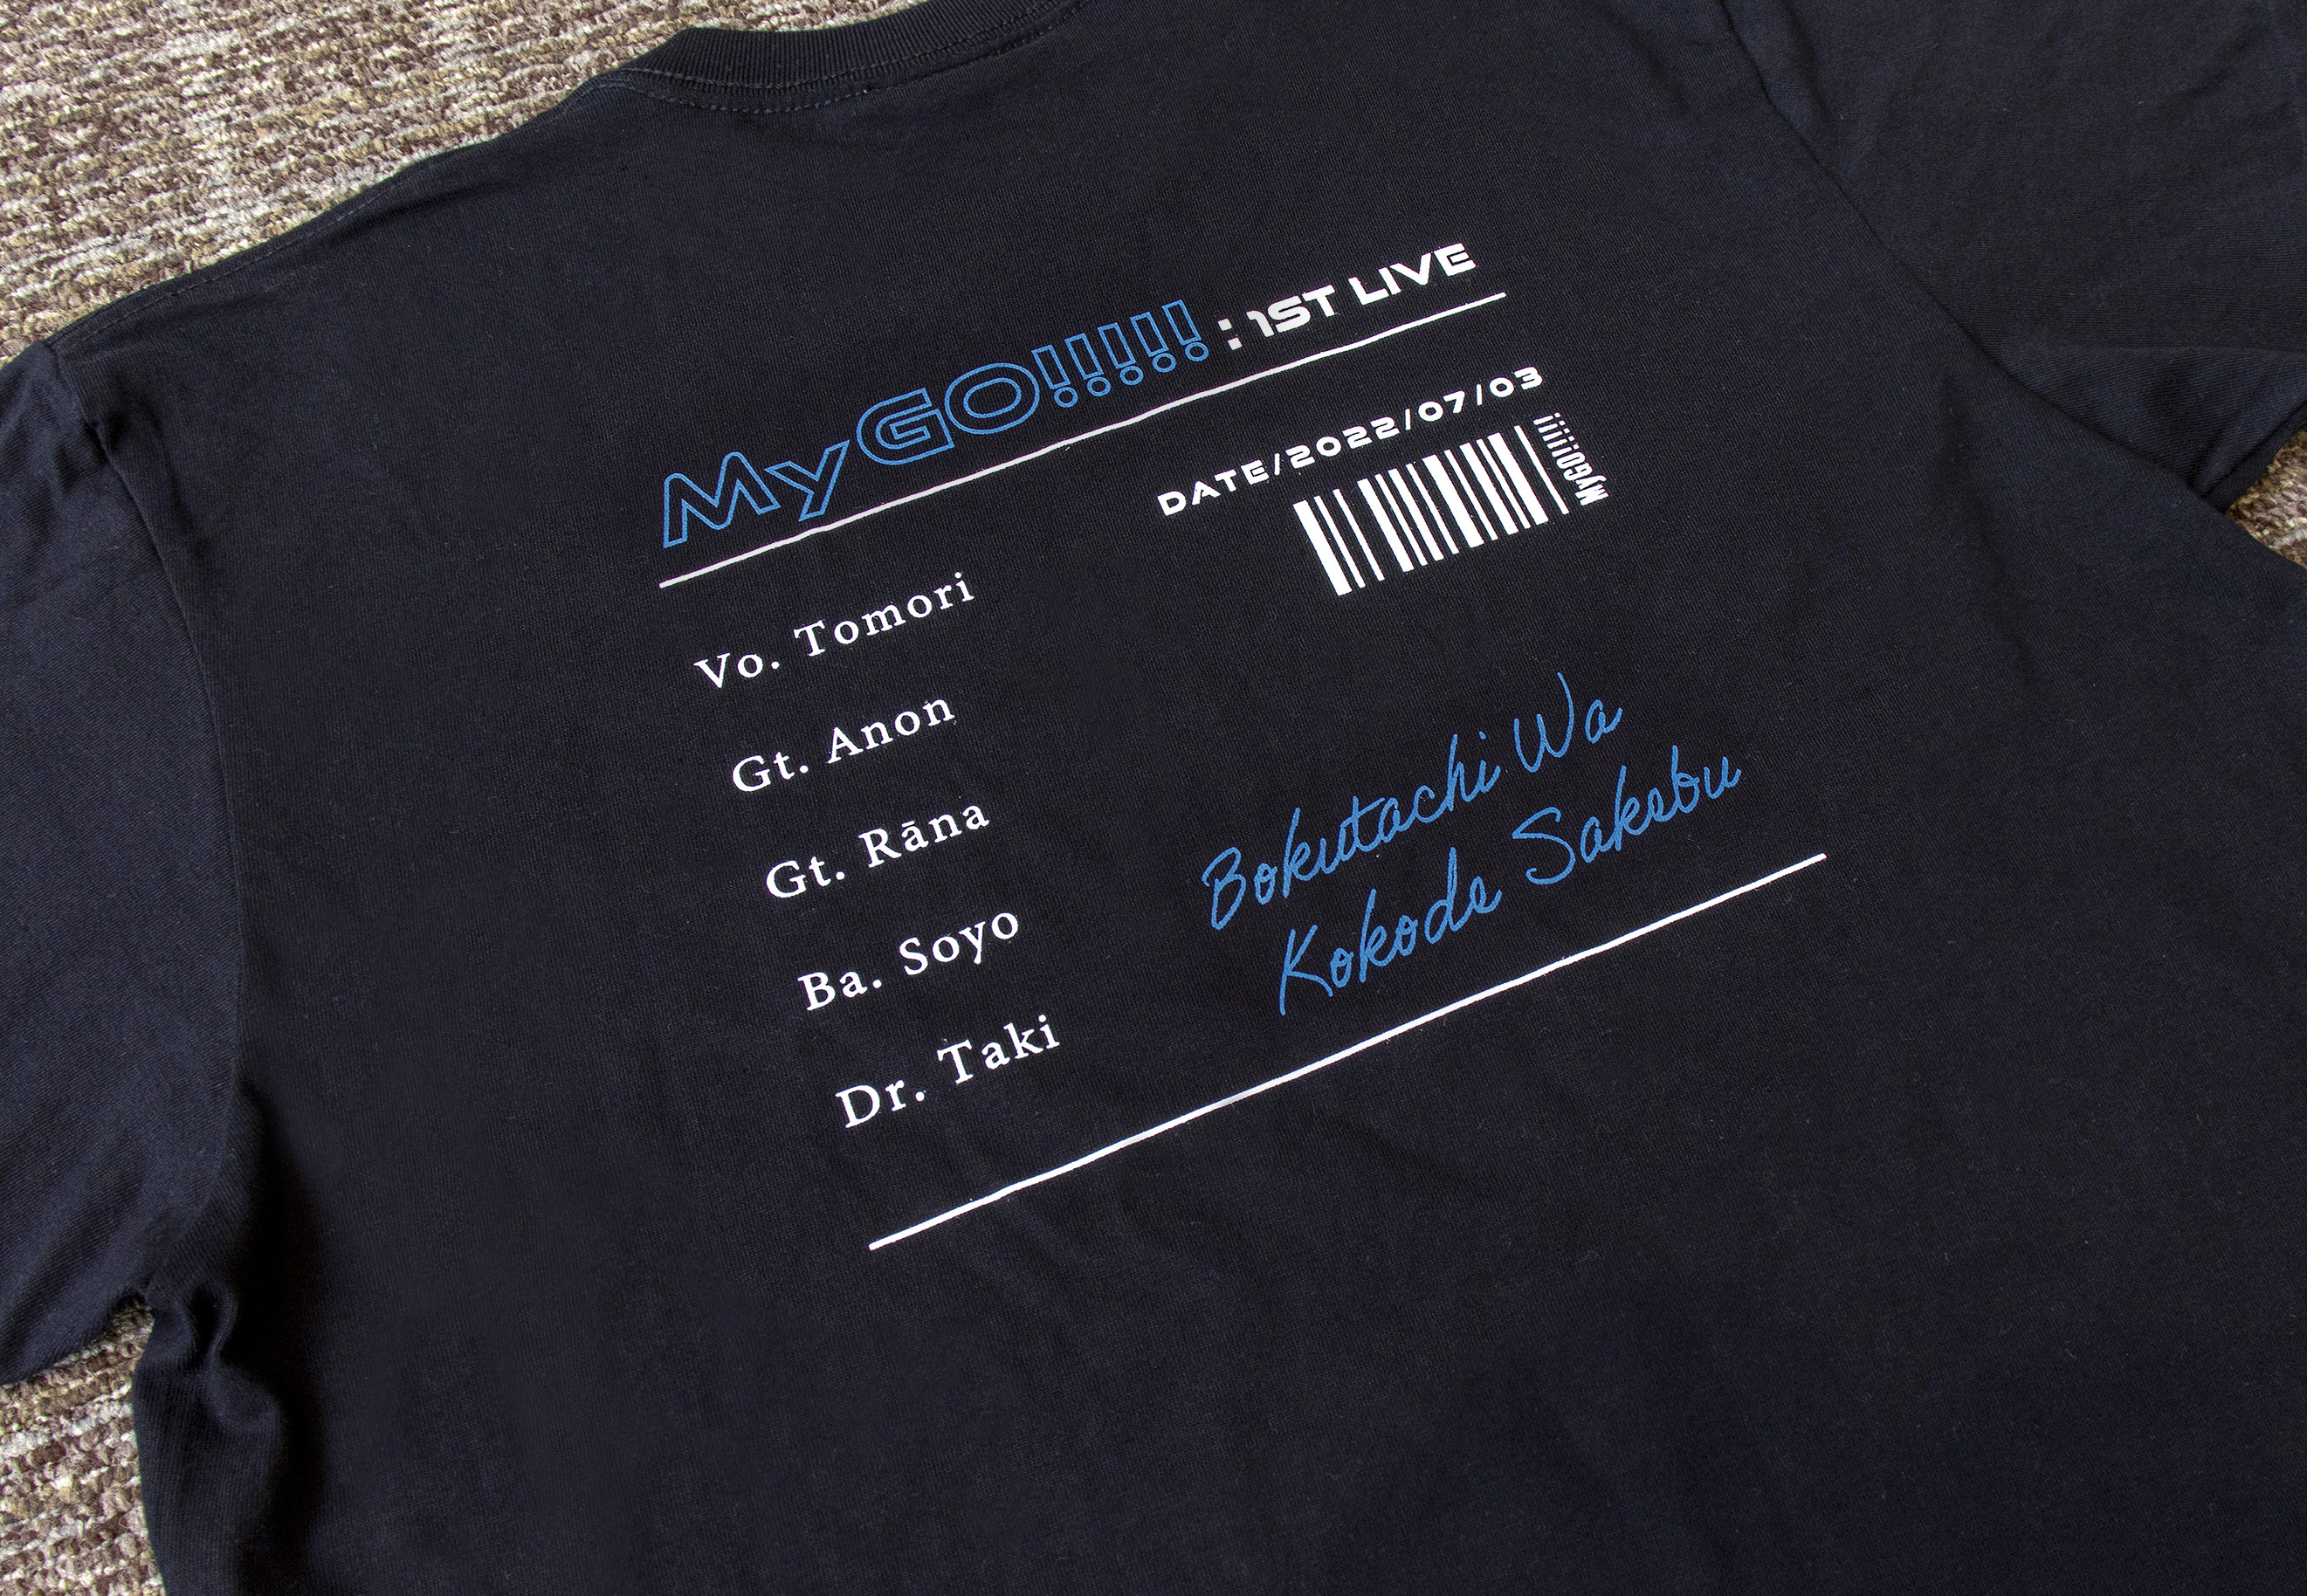 MyGO!!!!! : 1ST LIVE
DATE/2022/07/03
MyGO!!!!!
Vo. Tomori
Gt. Anon
Gt. Rāna
Ba. Soyo
Dr. Taki
Bokutachi Wa
Kokode Sakebu